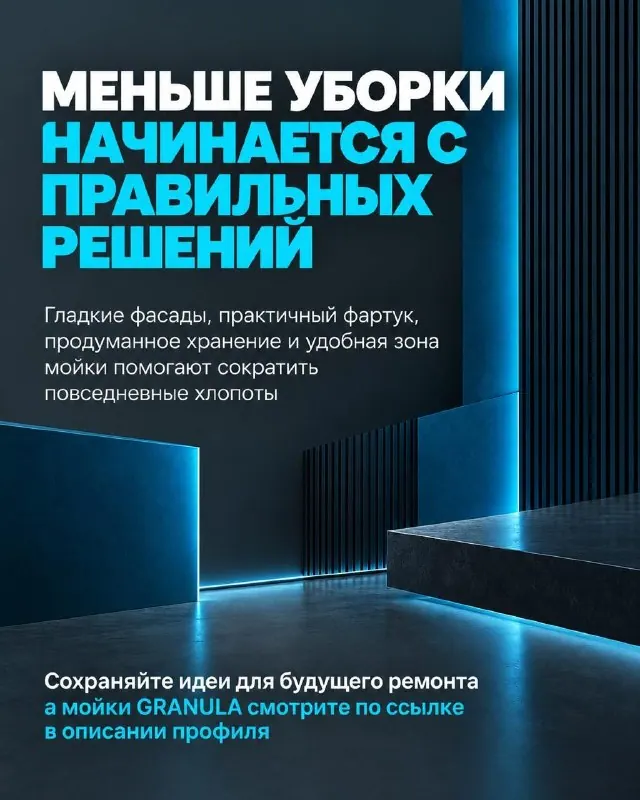 МЕНЬШЕ УБОРКИ
НАЧИНАЕТСЯ С
ПРАВИЛЬНЫХ
РЕШЕНИЙ
Гладкие фасады, практичный фартук,
продуманное хранение и удобная зона
мойки помогают сократить
повседневные хлопоты
Сохраняйте идеи для будущего ремонта
а мойки GRANULA смотрите по ссылке
в описании профиля